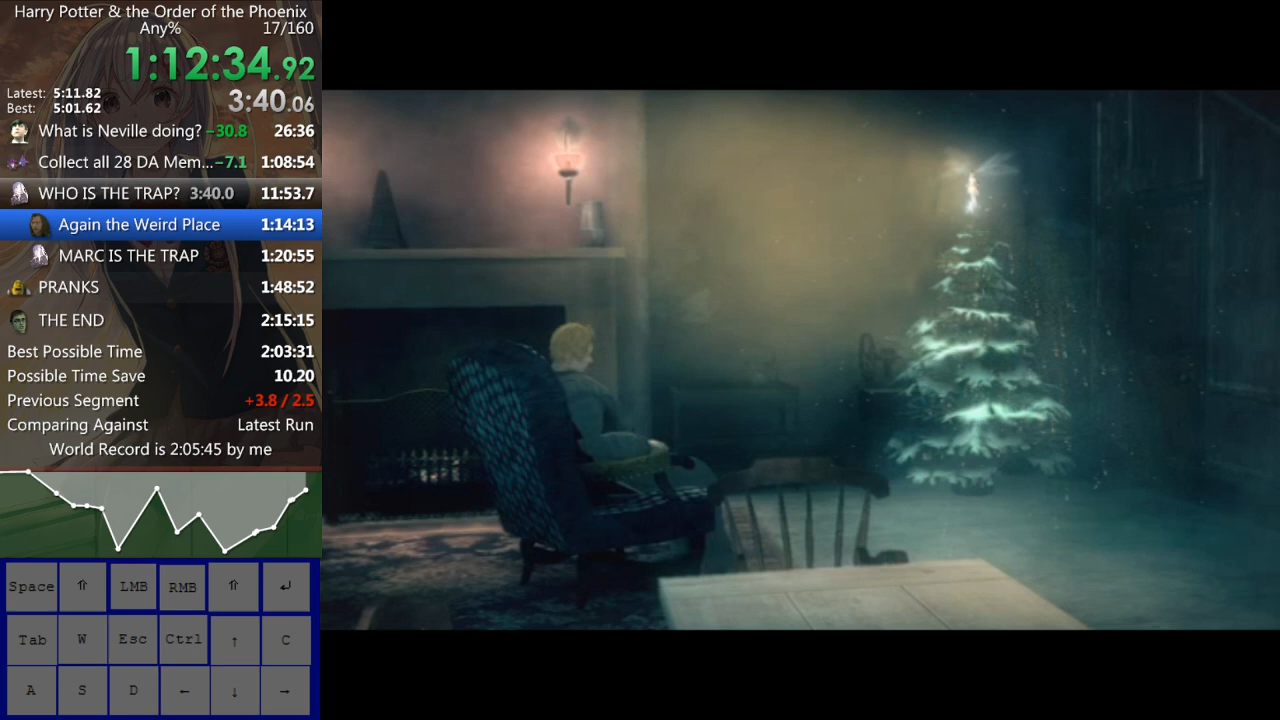 Harry Potter & the Order of the Phoenix
Any% 17/160
1:12:34.92
Latest: 5:11.82
Best: 5:01.62
3:40.06
What is Neville doing? −30.8 26:36
Collect all 28 DA Mem... −7.1 1:08:54
WHO IS THE TRAP? 3:40.0 11:53.7
Again the Weird Place 1:14:13
MARC IS THE TRAP 1:20:55
PRANKS 1:48:52
THE END 2:15:15
Best Possible Time 2:03:31
Possible Time Save 10.20
Previous Segment +3.8 / 2.5
Comparing Against Latest Run
World Record is 2:05:45 by me
Space ⇧ LMB RMB ⇧ ↵
Tab W Esc Ctrl ↑ C
A S D ← ↓ →